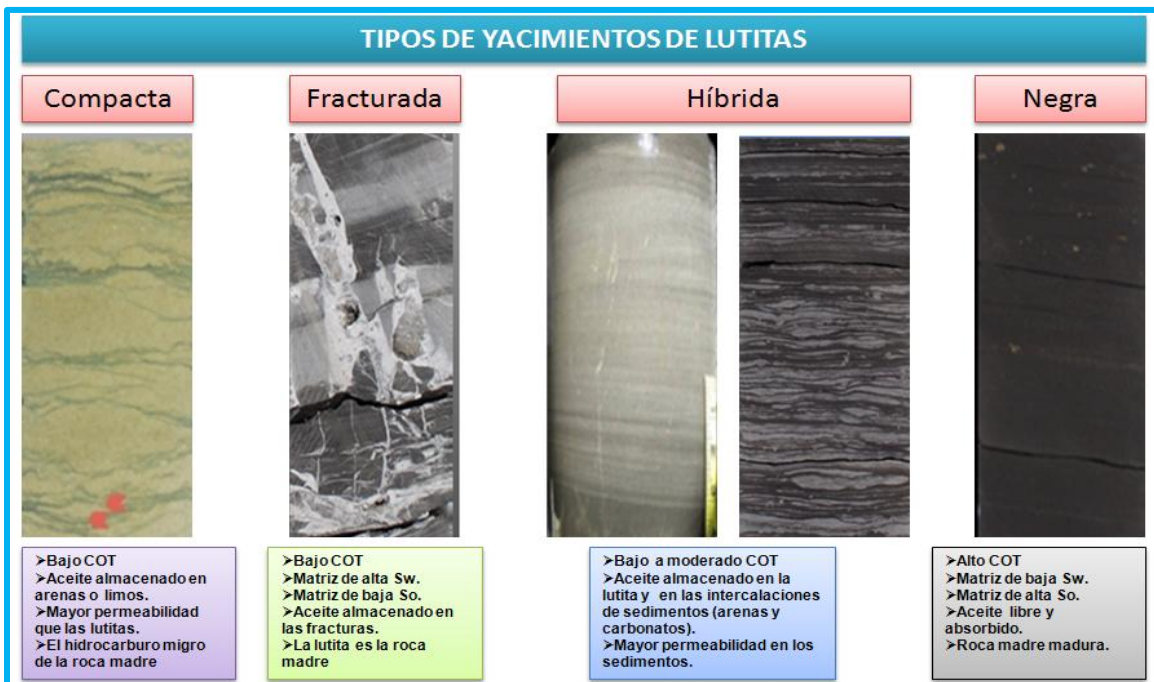 TIPOS DE YACIMIENTOS DE LUTITAS
Compacta
Fracturada
Híbrida
Negra
➤Bajo COT
➤Aceite almacenado en
arenas o limos.
➤Mayor permeabilidad
que las lutitas.
➤El hidrocarburo migro
de la roca madre
➤Bajo COT
➤Matriz de alta Sw.
➤Matriz de baja So.
➤Aceite almacenado en
las fracturas.
➤La lutita es la roca
madre
➤Bajo a moderado COT
➤Aceite almacenado en la
lutita y en las intercalaciones
de sedimentos (arenas y
carbonatos).
➤Mayor permeabilidad en los
sedimentos.
➤Alto COT
➤Matriz de baja Sw.
➤Matriz de alta So.
➤Aceite libre y
absorbido.
➤Roca madre madura.